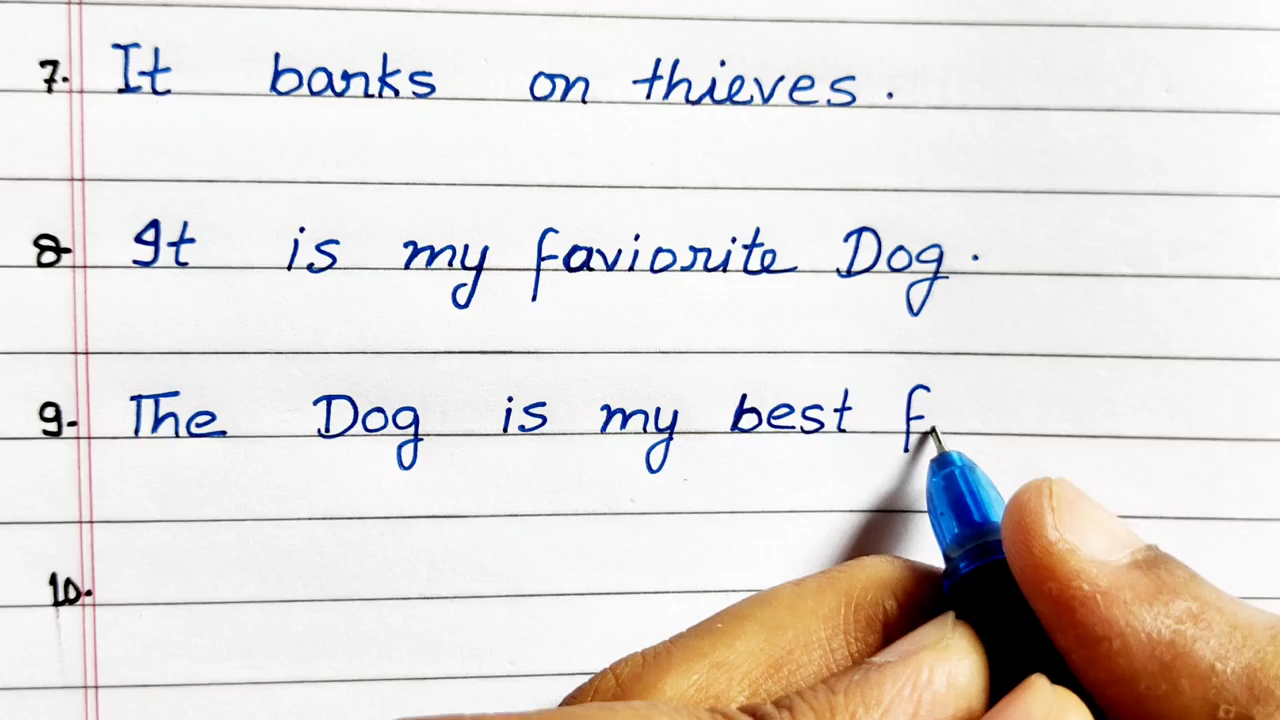 7. It barks on thieves.
8. It is my faviorite Dog.
9. The Dog is my best f
10.